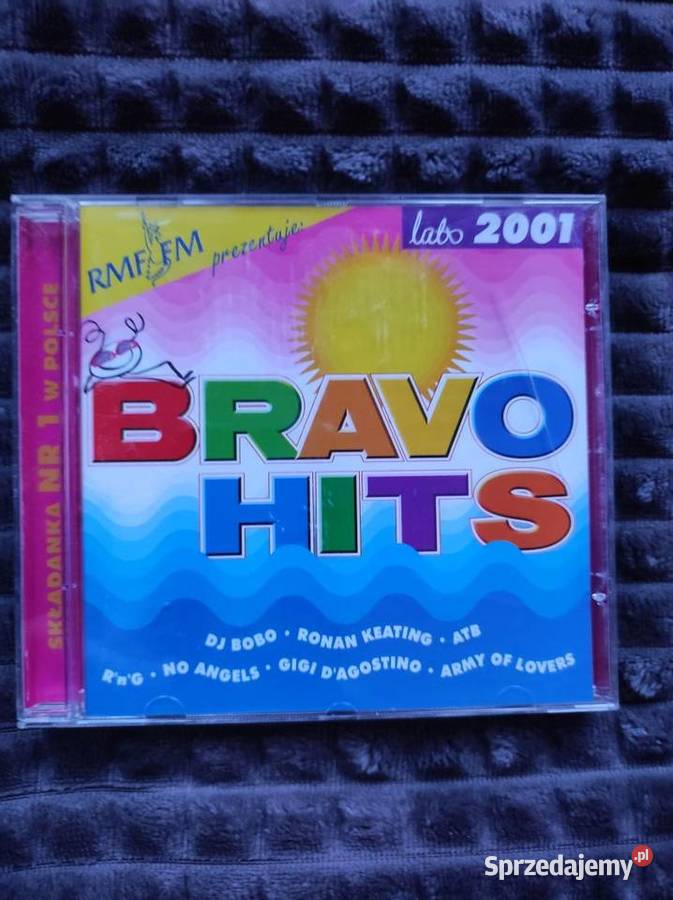 SKŁADANKA NR 1 W POLSCE
RMF FM prezentuje:
lato 2001
BRAVO
HITS
DJ BOBO · RONAN KEATING · ATB
R'n'G · NO ANGELS · GIGI D'AGOSTINO · ARMY OF LOVERS
Sprzedajemy.pl